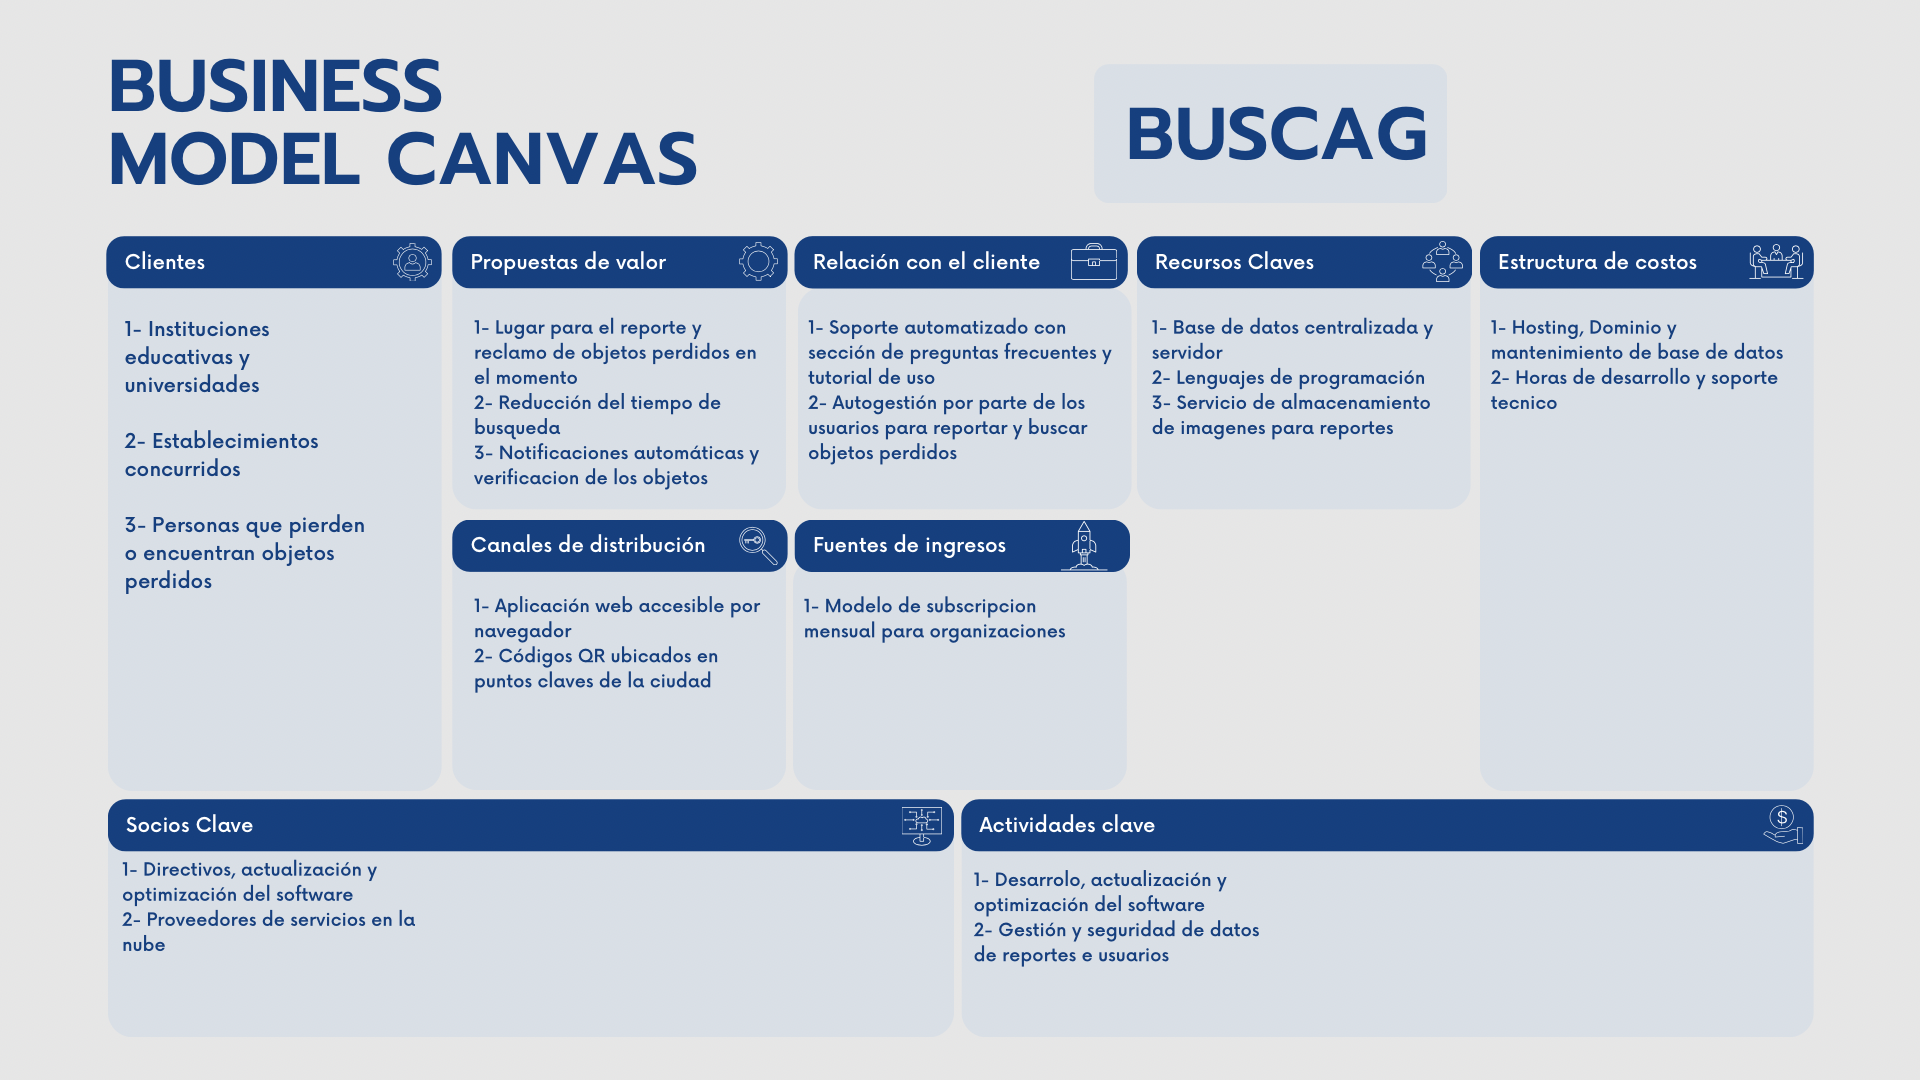 BUSINESS
MODEL CANVAS
BUSCAG
Clientes
1- Instituciones
educativas y
universidades
2- Establecimientos
concurridos
3- Personas que pierden
o encuentran objetos
perdidos
Propuestas de valor
1- Lugar para el reporte y
reclamo de objetos perdidos en
el momento
2- Reducción del tiempo de
busqueda
3- Notificaciones automáticas y
verificacion de los objetos
Relación con el cliente
1- Soporte automatizado con
sección de preguntas frecuentes y
tutorial de uso
2- Autogestión por parte de los
usuarios para reportar y buscar
objetos perdidos
Recursos Claves
1- Base de datos centralizada y
servidor
2- Lenguajes de programación
3- Servicio de almacenamiento
de imagenes para reportes
Estructura de costos
1- Hosting, Dominio y
mantenimiento de base de datos
2- Horas de desarrollo y soporte
tecnico
Canales de distribución
1- Aplicación web accesible por
navegador
2- Códigos QR ubicados en
puntos claves de la ciudad
Fuentes de ingresos
1- Modelo de subscripcion
mensual para organizaciones
Socios Clave
1- Directivos, actualización y
optimización del software
2- Proveedores de servicios en la
nube
Actividades clave
$
1- Desarrolo, actualización y
optimización del software
2- Gestión y seguridad de datos
de reportes e usuarios